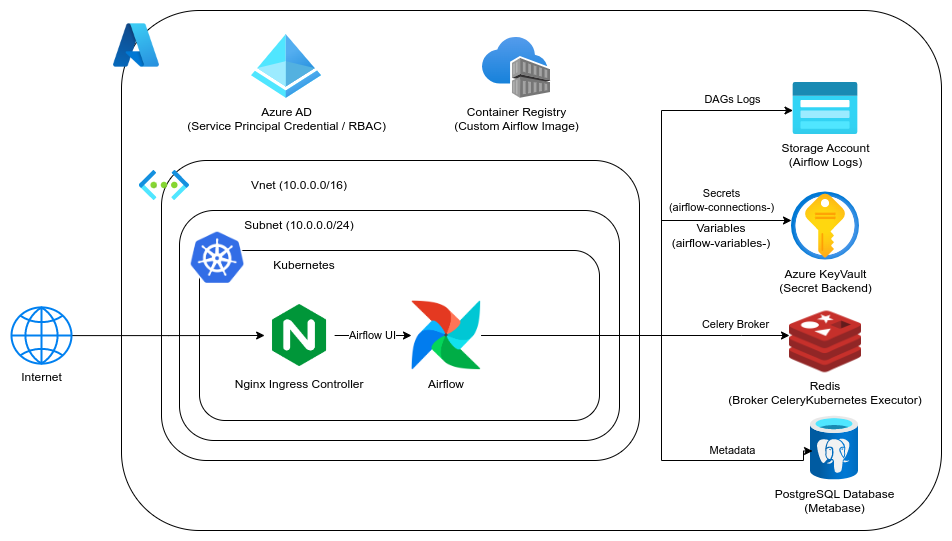 Azure AD
(Service Principal Credential / RBAC)
Container Registry
(Custom Airflow Image)
DAGs Logs
Storage Account
(Airflow Logs)
Vnet (10.0.0.0/16)
Secrets
(airflow-connections-)
Variables
(airflow-variables-)
Azure KeyVault
(Secret Backend)
Subnet (10.0.0.0/24)
Kubernetes
Internet
N
Nginx Ingress Controller
Airflow UI
Airflow
Celery Broker
Redis
(Broker CeleryKubernetes Executor)
Metadata
PostgreSQL Database
(Metabase)